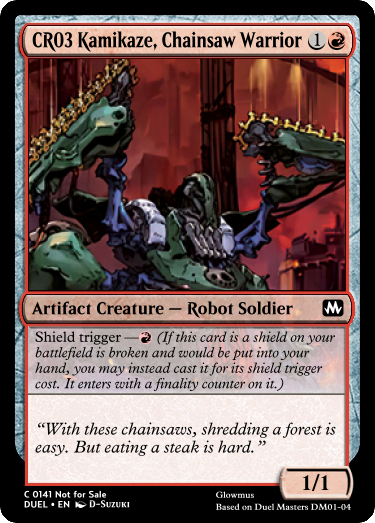 CR03 Kamikaze, Chainsaw Warrior 1
Artifact Creature — Robot Soldier
Shield trigger — (If this card is a shield on your
battlefield is broken and would be put into your
hand, you may instead cast it for its shield trigger
cost. It enters with a finality counter on it.)
“With these chainsaws, shredding a forest is
easy. But eating a steak is hard.”
1/1
C 0141 Not for Sale
DUEL • EN D-Suzuki
Glowmus
Based on Duel Masters DM01-04